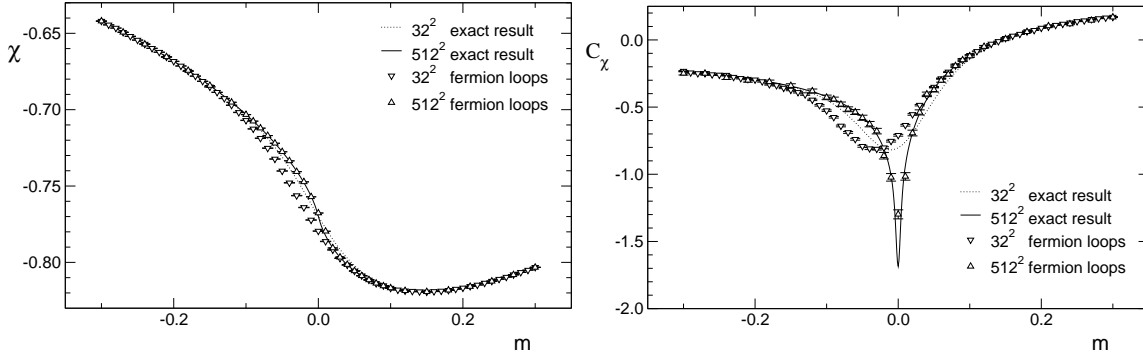 -0.65
-0.70
-0.75
-0.80
χ
32² exact result
512² exact result
32² fermion loops
512² fermion loops
-0.2
0.0
0.2
m
0.0
-0.5
-1.0
-1.5
-2.0
C_χ
32² exact result
512² exact result
32² fermion loops
512² fermion loops
-0.2
0.0
0.2
m